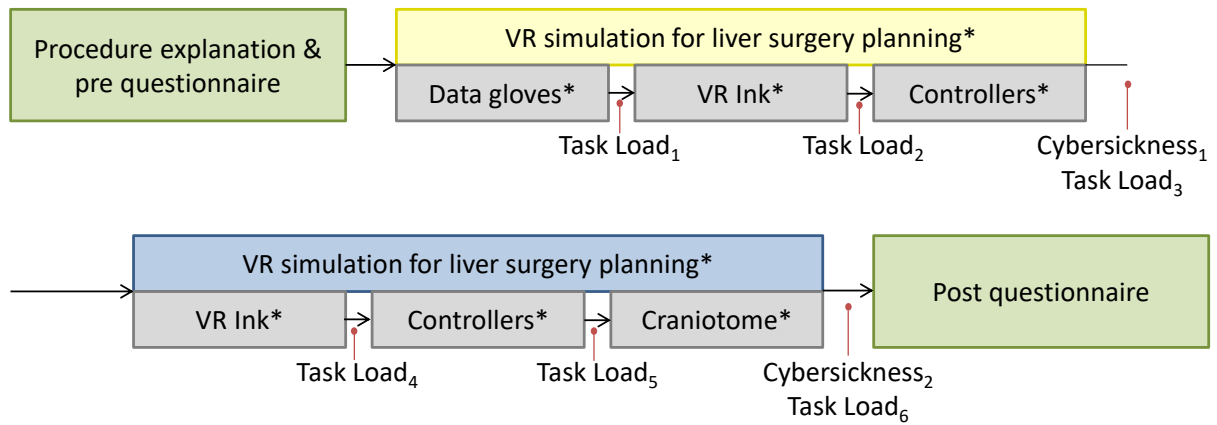 Procedure explanation &
pre questionnaire
VR simulation for liver surgery planning*
Data gloves*
VR Ink*
Controllers*
Task Load₁
Task Load₂
Cybersickness₁
Task Load₃
VR simulation for liver surgery planning*
VR Ink*
Controllers*
Craniotome*
Post questionnaire
Task Load₄
Task Load₅
Cybersickness₂
Task Load₆